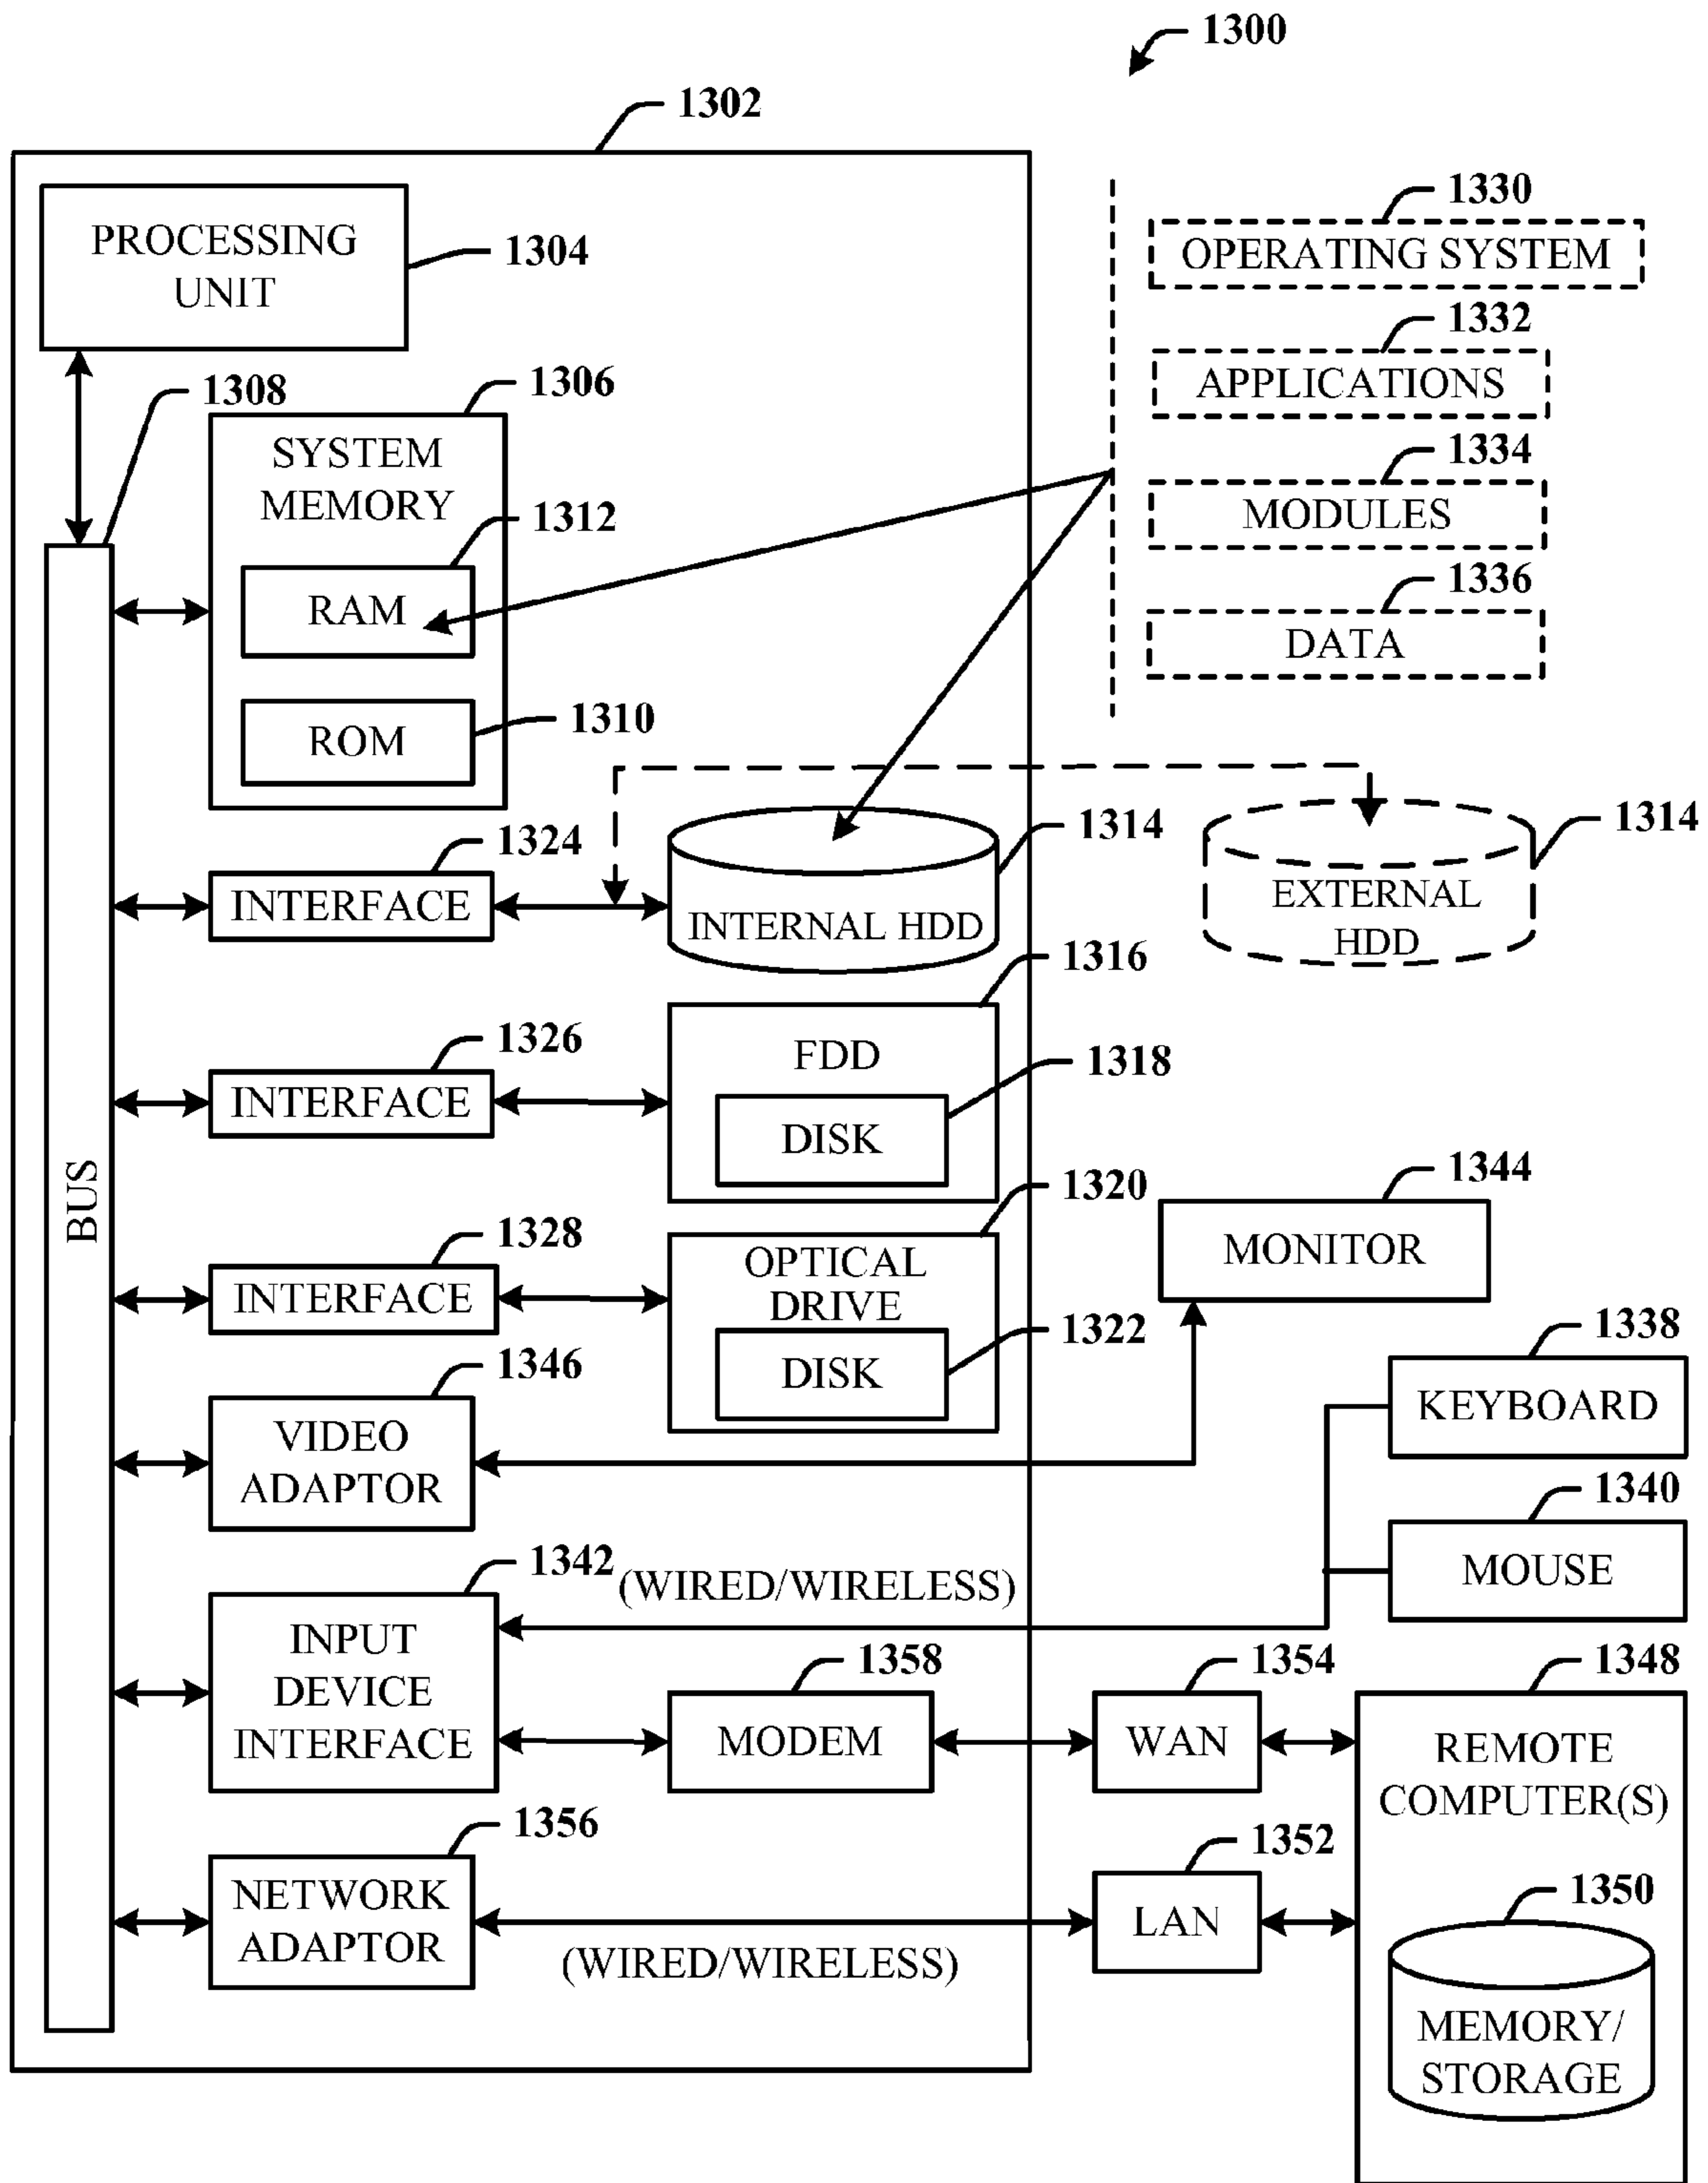 1300
1302
PROCESSING
UNIT
1304
1330
OPERATING SYSTEM
1332
APPLICATIONS
1334
MODULES
1336
DATA
1308
1306
SYSTEM
MEMORY
1312
RAM
1310
ROM
BUS
1324
INTERFACE
1314
INTERNAL HDD
1314
EXTERNAL
HDD
1326
INTERFACE
1316
FDD
1318
DISK
1328
INTERFACE
1320
OPTICAL
DRIVE
1322
DISK
1344
MONITOR
1346
VIDEO
ADAPTOR
1338
KEYBOARD
1340
MOUSE
1342
(WIRED/WIRELESS)
INPUT
DEVICE
INTERFACE
1358
MODEM
1354
WAN
1348
REMOTE
COMPUTER(S)
1356
NETWORK
ADAPTOR
(WIRED/WIRELESS)
1352
LAN
1350
MEMORY/
STORAGE